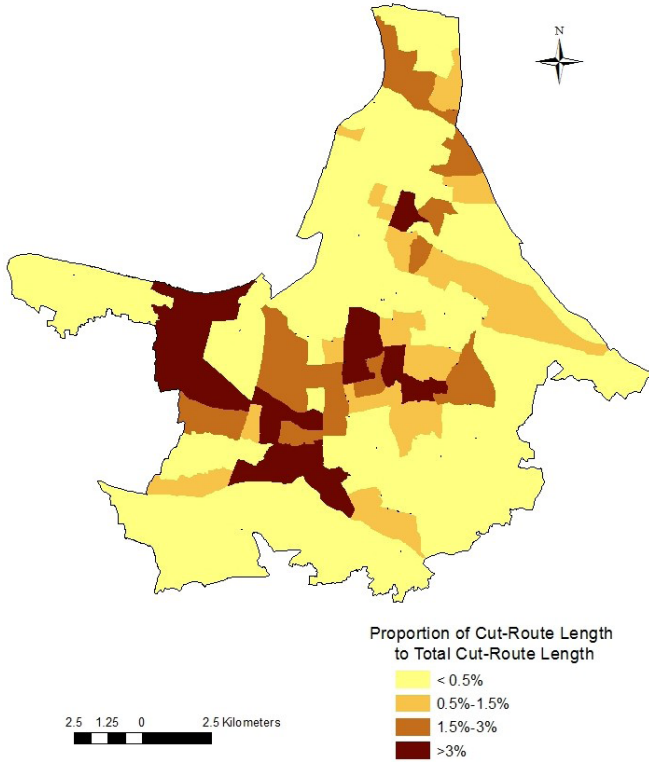 N
Proportion of Cut-Route Length
to Total Cut-Route Length
< 0.5%
0.5%-1.5%
1.5%-3%
>3%
2.5 1.25 0 2.5 Kilometers